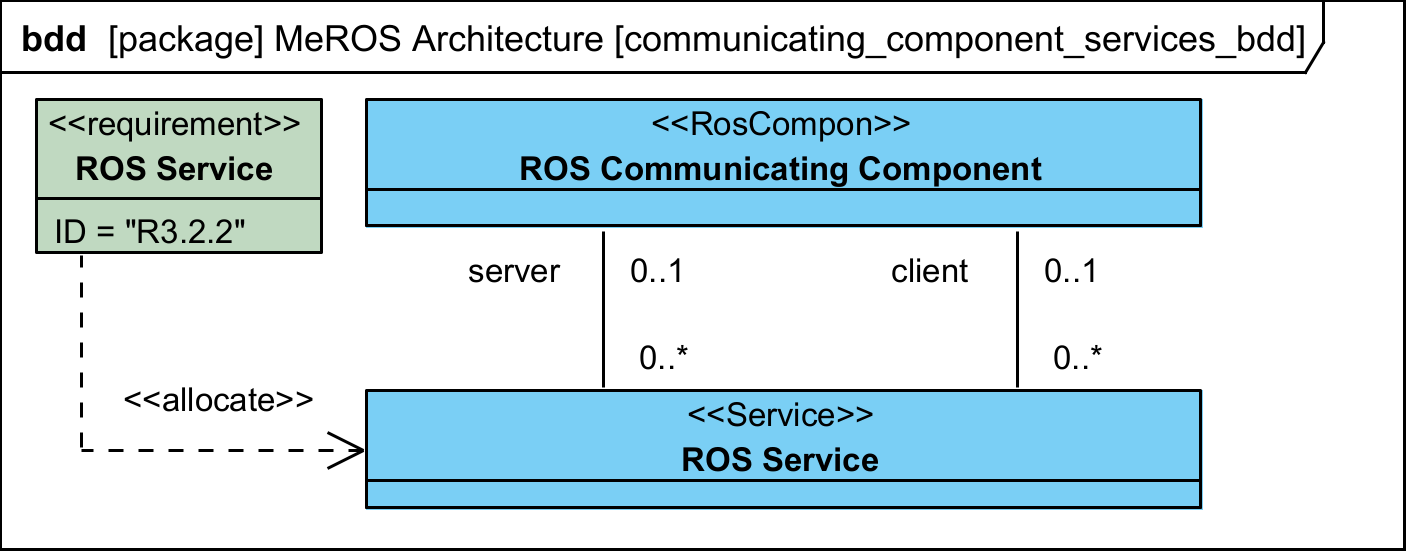 bdd [package] MeROS Architecture [communicating_component_services_bdd]
<<requirement>>
ROS Service
ID = "R3.2.2"
<<RosCompon>>
ROS Communicating Component
server
0..1
client
0..1
0..*
0..*
<<allocate>>
<<Service>>
ROS Service